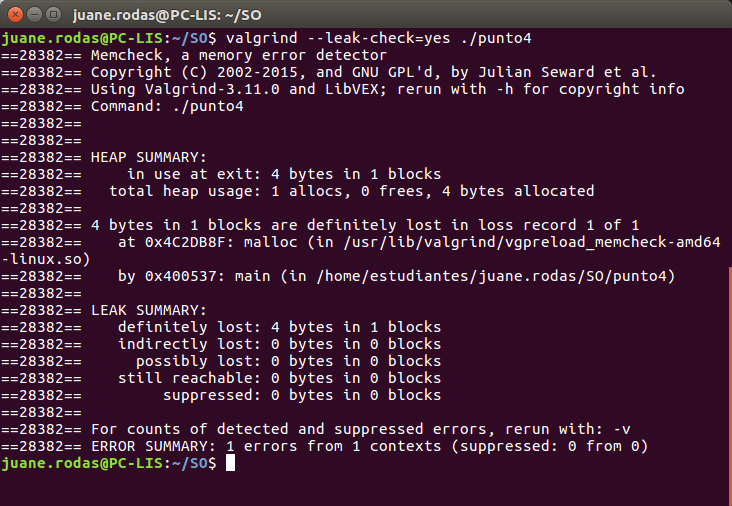 juane.rodas@PC-LIS: ~/SO
juane.rodas@PC-LIS:~/SO$ valgrind --leak-check=yes ./punto4
==28382== Memcheck, a memory error detector
==28382== Copyright (C) 2002-2015, and GNU GPL'd, by Julian Seward et al.
==28382== Using Valgrind-3.11.0 and LibVEX; rerun with -h for copyright info
==28382== Command: ./punto4
==28382==
==28382==
==28382== HEAP SUMMARY:
==28382==     in use at exit: 4 bytes in 1 blocks
==28382==   total heap usage: 1 allocs, 0 frees, 4 bytes allocated
==28382==
==28382== 4 bytes in 1 blocks are definitely lost in loss record 1 of 1
==28382==    at 0x4C2DB8F: malloc (in /usr/lib/valgrind/vgpreload_memcheck-amd64
-linux.so)
==28382==    by 0x400537: main (in /home/estudiantes/juane.rodas/SO/punto4)
==28382==
==28382== LEAK SUMMARY:
==28382==    definitely lost: 4 bytes in 1 blocks
==28382==    indirectly lost: 0 bytes in 0 blocks
==28382==      possibly lost: 0 bytes in 0 blocks
==28382==    still reachable: 0 bytes in 0 blocks
==28382==         suppressed: 0 bytes in 0 blocks
==28382==
==28382== For counts of detected and suppressed errors, rerun with: -v
==28382== ERROR SUMMARY: 1 errors from 1 contexts (suppressed: 0 from 0)
juane.rodas@PC-LIS:~/SO$